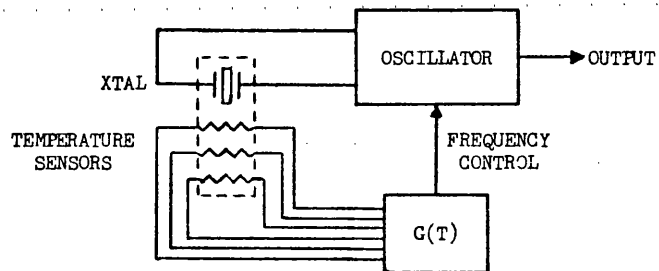 OSCILLATOR
OUTPUT
XTAL
TEMPERATURE
SENSORS
FREQUENCY
CONTROL
G(T)